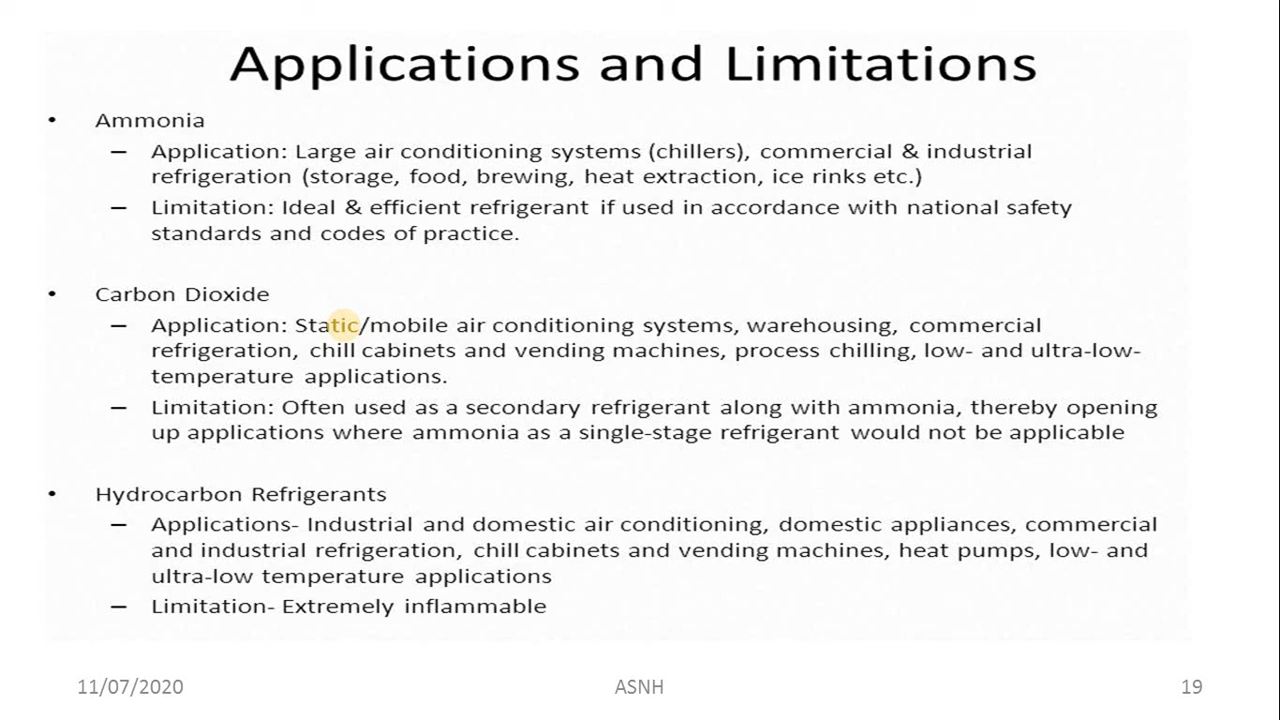 Applications and Limitations
• Ammonia
– Application: Large air conditioning systems (chillers), commercial & industrial
refrigeration (storage, food, brewing, heat extraction, ice rinks etc.)
– Limitation: Ideal & efficient refrigerant if used in accordance with national safety
standards and codes of practice.
• Carbon Dioxide
– Application: Static/mobile air conditioning systems, warehousing, commercial
refrigeration, chill cabinets and vending machines, process chilling, low- and ultra-low-
temperature applications.
– Limitation: Often used as a secondary refrigerant along with ammonia, thereby opening
up applications where ammonia as a single-stage refrigerant would not be applicable
• Hydrocarbon Refrigerants
– Applications- Industrial and domestic air conditioning, domestic appliances, commercial
and industrial refrigeration, chill cabinets and vending machines, heat pumps, low- and
ultra-low temperature applications
– Limitation- Extremely inflammable
11/07/2020 ASNH 19